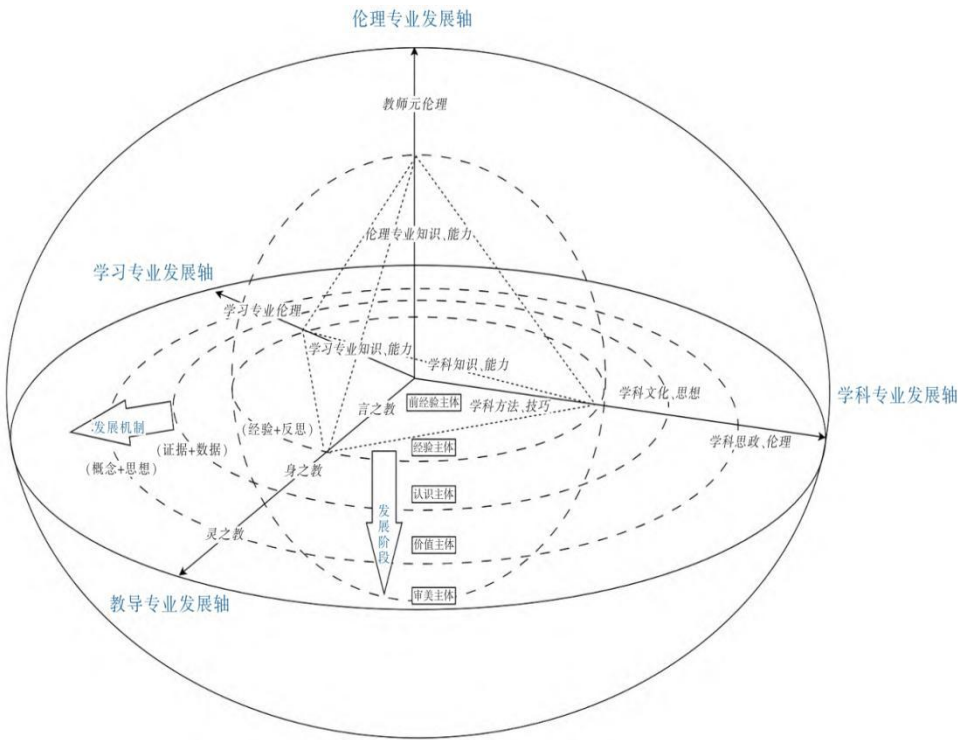 伦理专业发展轴
教师元伦理
伦理专业知识、能力
学习专业发展轴
学习专业伦理
学习专业知识、能力
学科知识、能力
言之教
前经验主体
学科方法、技巧
学科文化、思想
学科专业发展轴
学科思政、伦理
发展机制
(经验+反思)
(证据+数据)
(概念+思想)
经验主体
身之教
认识主体
发展阶段
灵之教
价值主体
审美主体
教导专业发展轴